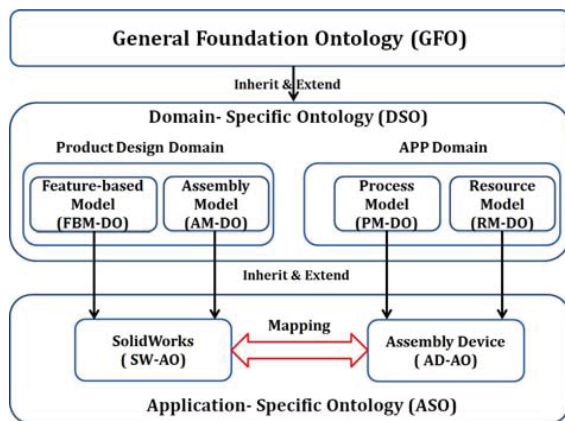 General Foundation Ontology (GFO)
Inherit & Extend
Domain- Specific Ontology (DSO)
Product Design Domain
APP Domain
Feature-based
Model
(FBM-DO)
Assembly
Model
(AM-DO)
Process
Model
(PM-DO)
Resource
Model
(RM-DO)
Inherit & Extend
SolidWorks
( SW-AO)
Mapping
Assembly Device
( AD-AO)
Application- Specific Ontology (ASO)